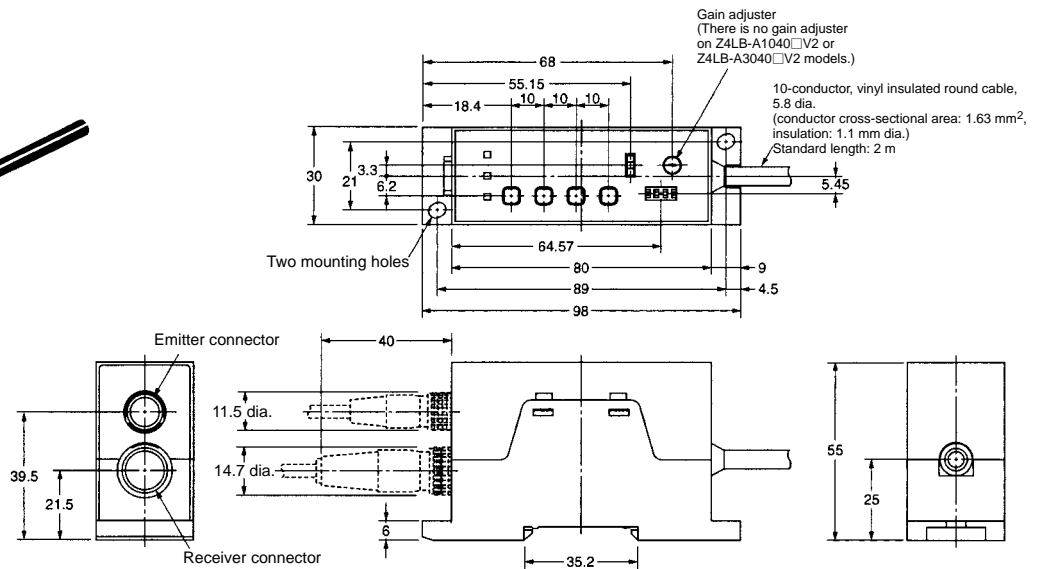 Gain adjuster
(There is no gain adjuster
on Z4LB-A1040□V2 or
Z4LB-A3040□V2 models.)
68
55.15
10-conductor, vinyl insulated round cable,
5.8 dia.
(conductor cross-sectional area: 1.63 mm²,
insulation: 1.1 mm dia.)
Standard length: 2 m
18.4
10
10
10
30
21
3.3
6.2
5.45
64.57
Two mounting holes
80
9
89
4.5
98
Emitter connector
40
11.5 dia.
14.7 dia.
39.5
21.5
55
25
6
Receiver connector
35.2